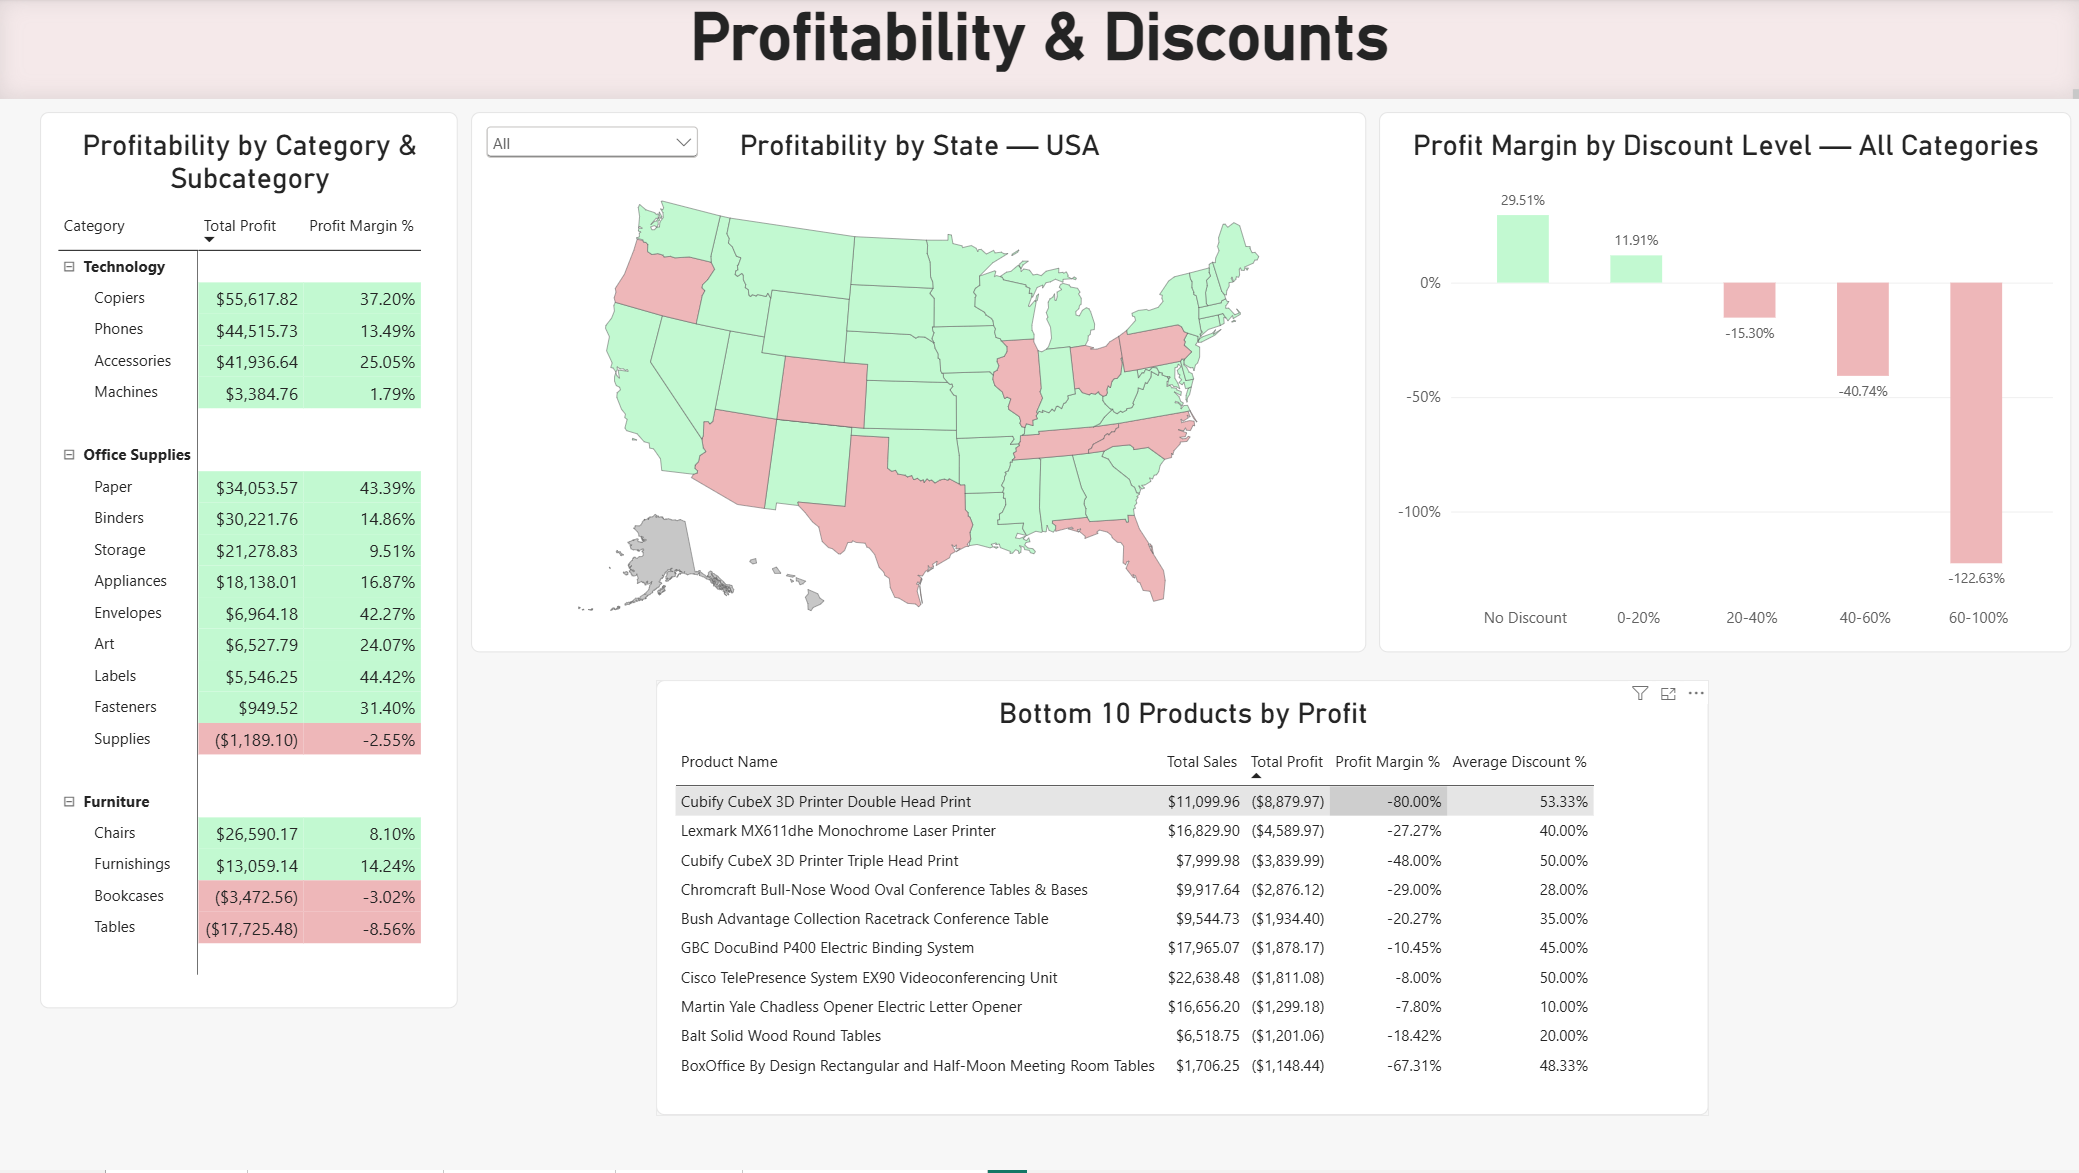 Profitability & Discounts
Profitability by Category &
Subcategory
Category Total Profit Profit Margin %
Technology
Copiers $55,617.82 37.20%
Phones $44,515.73 13.49%
Accessories $41,936.64 25.05%
Machines $3,384.76 1.79%
Office Supplies
Paper $34,053.57 43.39%
Binders $30,221.76 14.86%
Storage $21,278.83 9.51%
Appliances $18,138.01 16.87%
Envelopes $6,964.18 42.27%
Art $6,527.79 24.07%
Labels $5,546.25 44.42%
Fasteners $949.52 31.40%
Supplies ($1,189.10) -2.55%
Furniture
Chairs $26,590.17 8.10%
Furnishings $13,059.14 14.24%
Bookcases ($3,472.56) -3.02%
Tables ($17,725.48) -8.56%
All
Profitability by State — USA
Profit Margin by Discount Level — All Categories
29.51%
11.91%
0%
-15.30%
-40.74%
-50%
-100%
-122.63%
No Discount 0-20% 20-40% 40-60% 60-100%
Bottom 10 Products by Profit
Product Name Total Sales Total Profit Profit Margin % Average Discount %
Cubify CubeX 3D Printer Double Head Print $11,099.96 ($8,879.97) -80.00% 53.33%
Lexmark MX611dhe Monochrome Laser Printer $16,829.90 ($4,589.97) -27.27% 40.00%
Cubify CubeX 3D Printer Triple Head Print $7,999.98 ($3,839.99) -48.00% 50.00%
Chromcraft Bull-Nose Wood Oval Conference Tables & Bases $9,917.64 ($2,876.12) -29.00% 28.00%
Bush Advantage Collection Racetrack Conference Table $9,544.73 ($1,934.40) -20.27% 35.00%
GBC DocuBind P400 Electric Binding System $17,965.07 ($1,878.17) -10.45% 45.00%
Cisco TelePresence System EX90 Videoconferencing Unit $22,638.48 ($1,811.08) -8.00% 50.00%
Martin Yale Chadless Opener Electric Letter Opener $16,656.20 ($1,299.18) -7.80% 10.00%
Balt Solid Wood Round Tables $6,518.75 ($1,201.06) -18.42% 20.00%
BoxOffice By Design Rectangular and Half-Moon Meeting Room Tables $1,706.25 ($1,148.44) -67.31% 48.33%